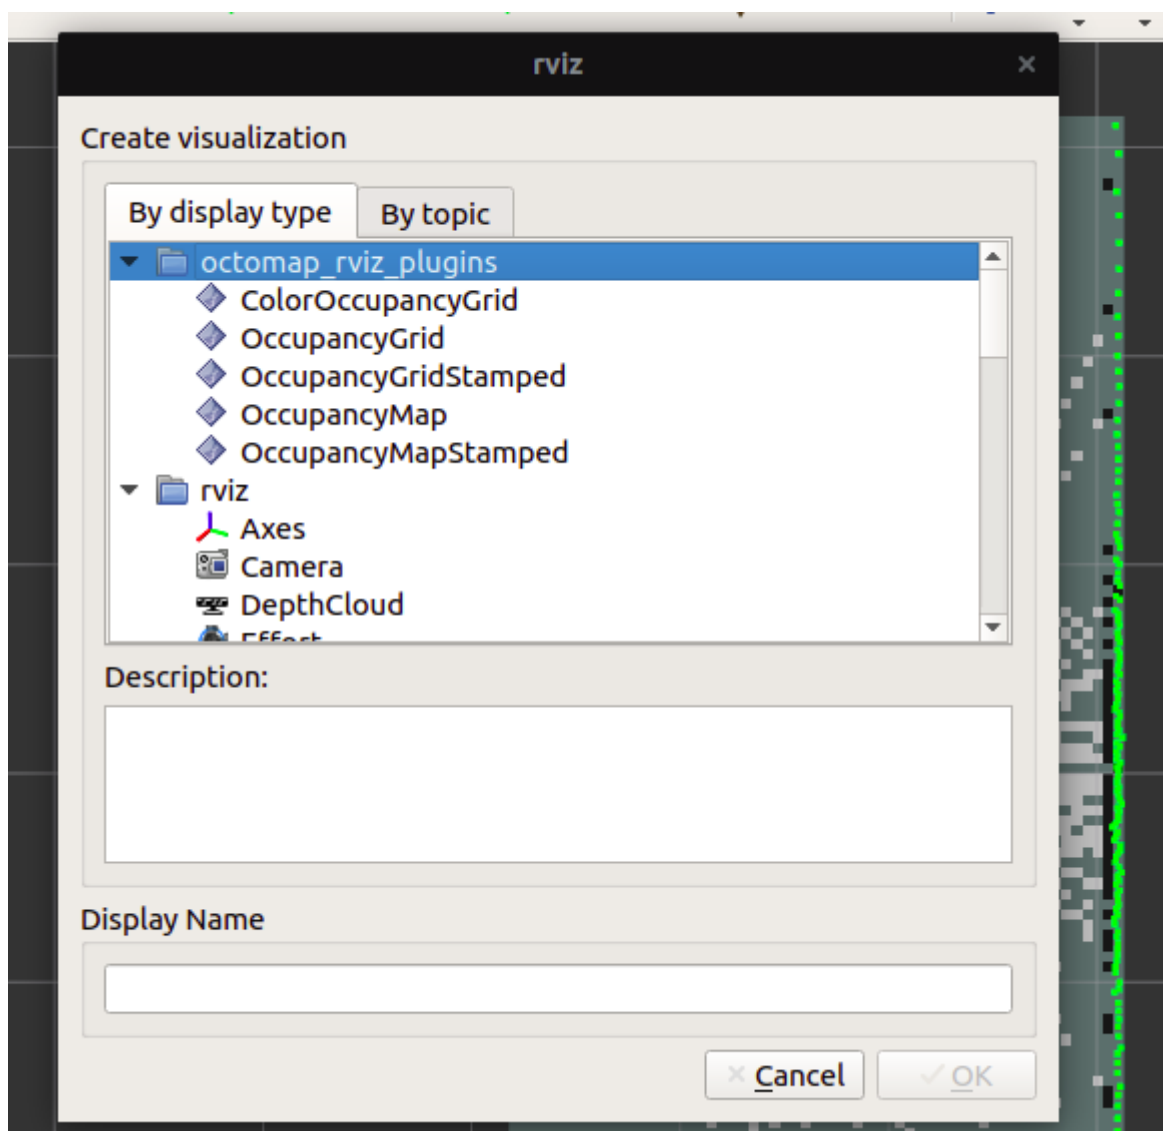 rviz
Create visualization
By display type
By topic
octomap_rviz_plugins
ColorOccupancyGrid
OccupancyGrid
OccupancyGridStamped
OccupancyMap
OccupancyMapStamped
rviz
Axes
Camera
DepthCloud
Effort
Description:
Display Name
Cancel
OK